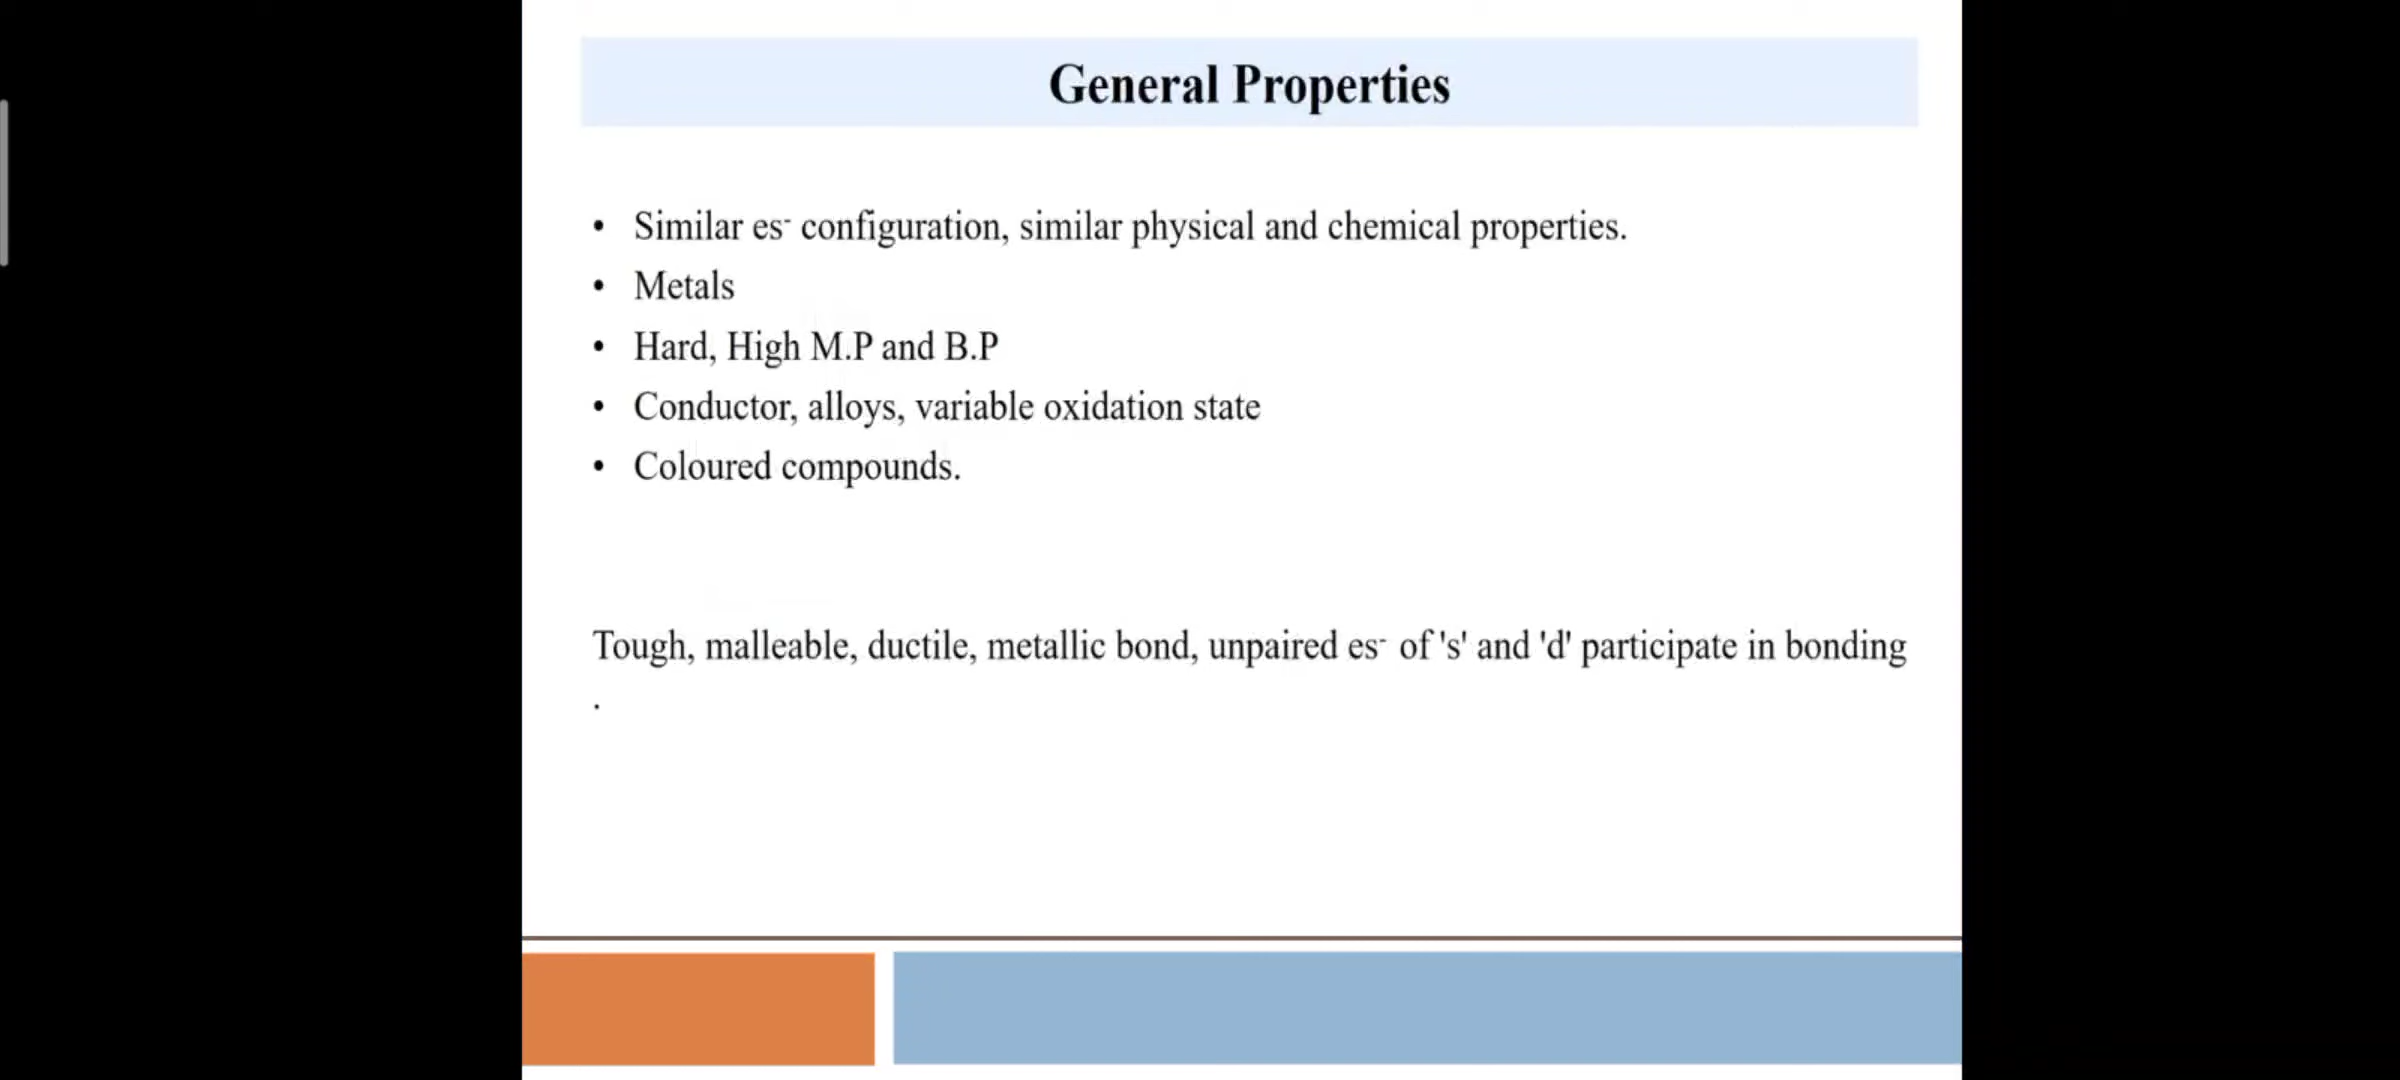 General Properties
• Similar es⁻ configuration, similar physical and chemical properties.
• Metals
• Hard, High M.P and B.P
• Conductor, alloys, variable oxidation state
• Coloured compounds.
Tough, malleable, ductile, metallic bond, unpaired es⁻ of 's' and 'd' participate in bonding
.